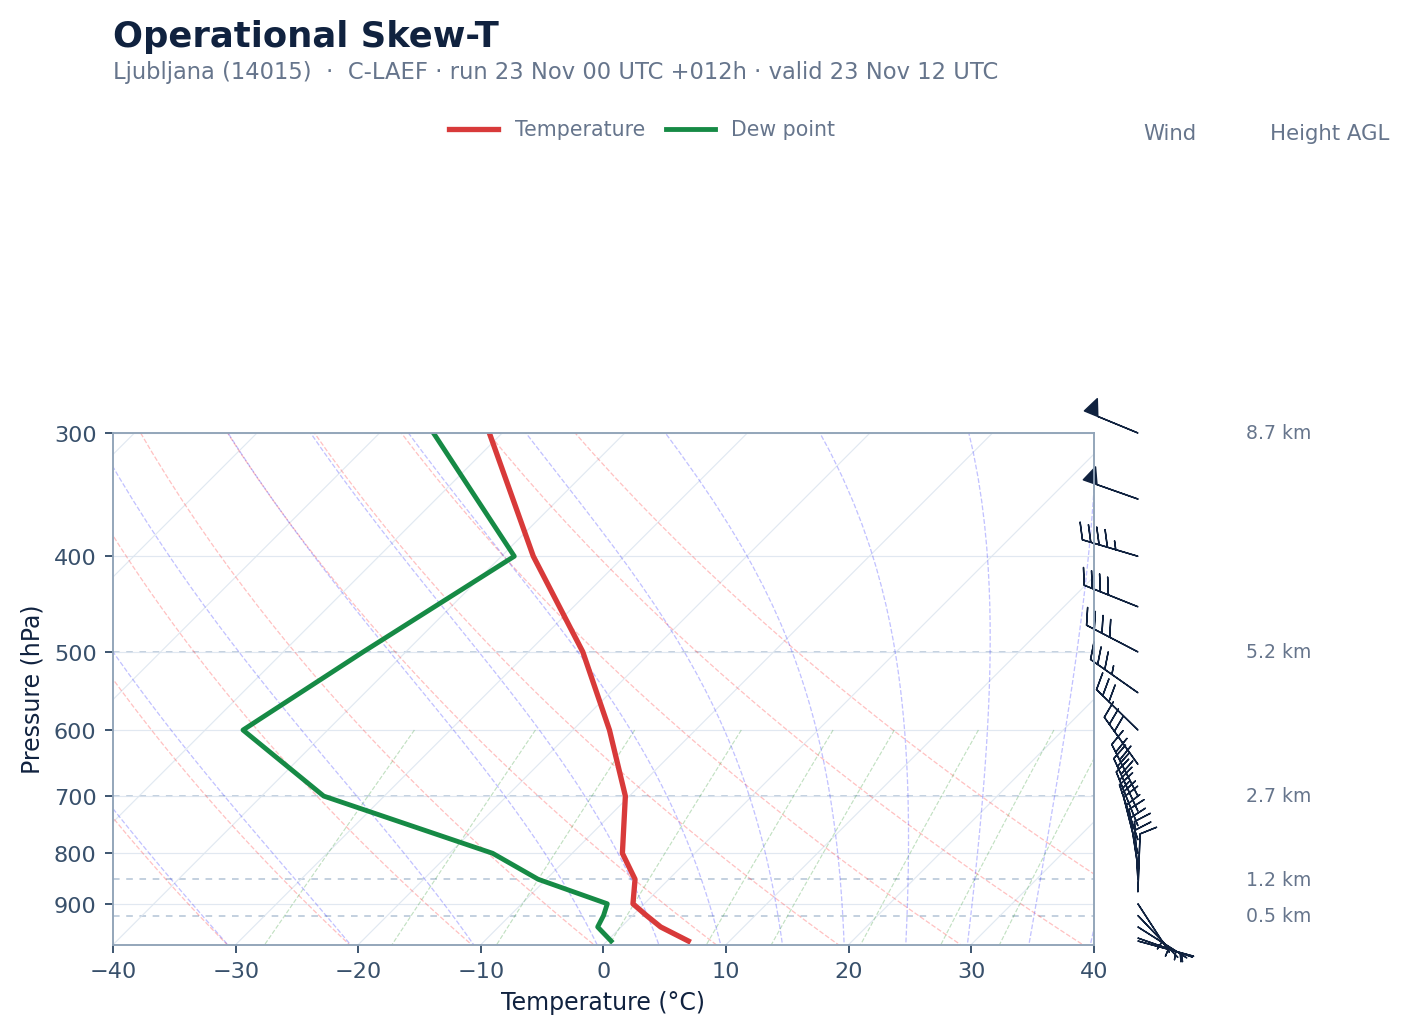 Operational Skew-T
Ljubljana (14015)  ·  C-LAEF · run 23 Nov 00 UTC +012h · valid 23 Nov 12 UTC
Temperature
Dew point
Wind
Height AGL
300
400
500
600
700
800
900
Pressure (hPa)
8.7 km
5.2 km
2.7 km
1.2 km
0.5 km
−40
−30
−20
−10
0
10
20
30
40
Temperature (°C)